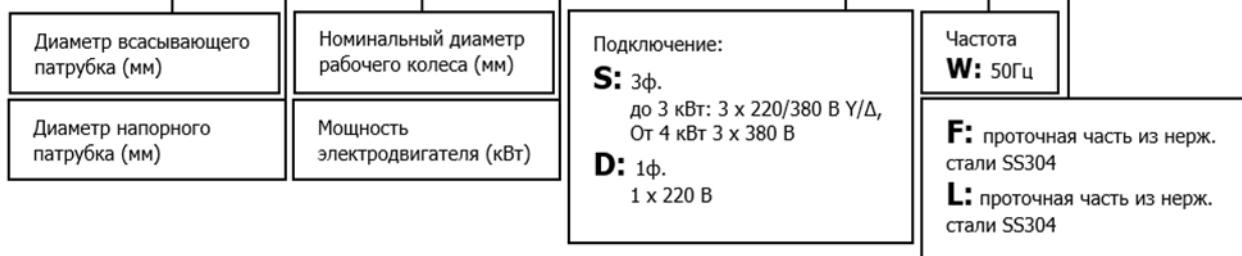 Диаметр всасывающего
патрубка (мм)
Диаметр напорного
патрубка (мм)
Номинальный диаметр
рабочего колеса (мм)
Мощность
электродвигателя (кВт)
Подключение:
S: 3ф.
до 3 кВт: 3 x 220/380 В Y/Δ,
От 4 кВт 3 x 380 В
D: 1ф.
1 x 220 В
Частота
W: 50Гц
F: проточная часть из нерж.
стали SS304
L: проточная часть из нерж.
стали SS304